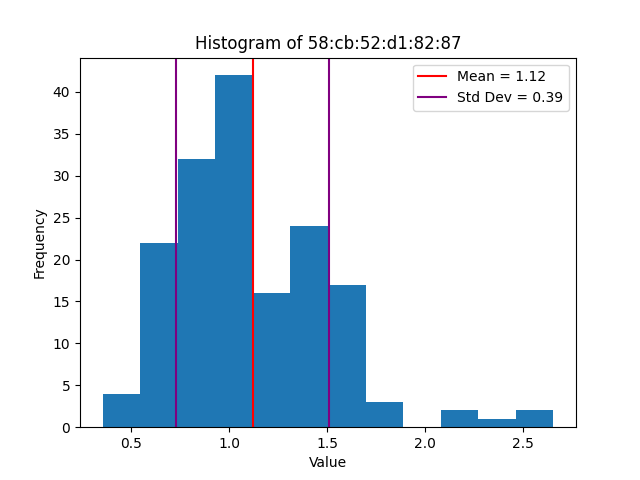 Histogram of 58:cb:52:d1:82:87
Mean = 1.12
Std Dev = 0.39
Frequency
40
35
30
25
20
15
10
5
0
0.5 1.0 1.5 2.0 2.5
Value